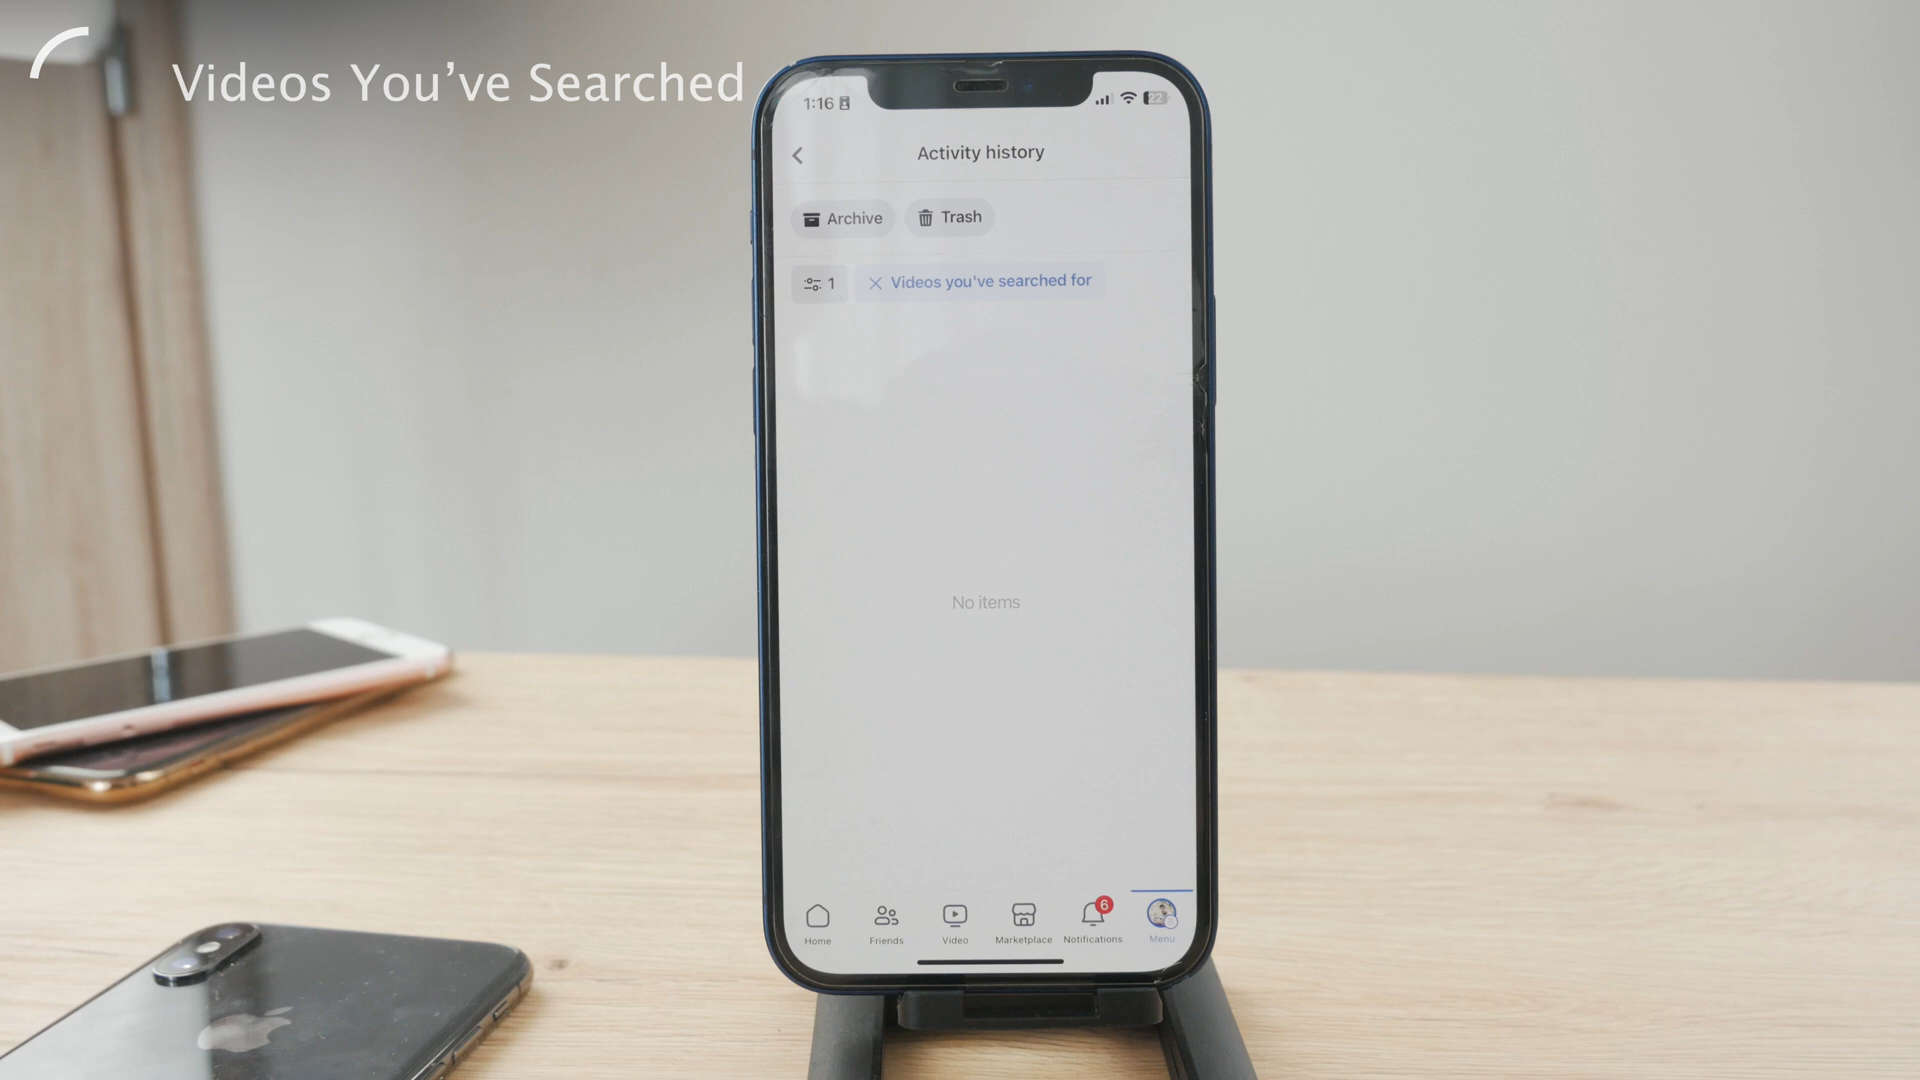 Videos You’ve Searched
1:16
22
Activity history
Archive
Trash
1
Videos you've searched for
No items
6
Home
Friends
Video
Marketplace
Notifications
Menu